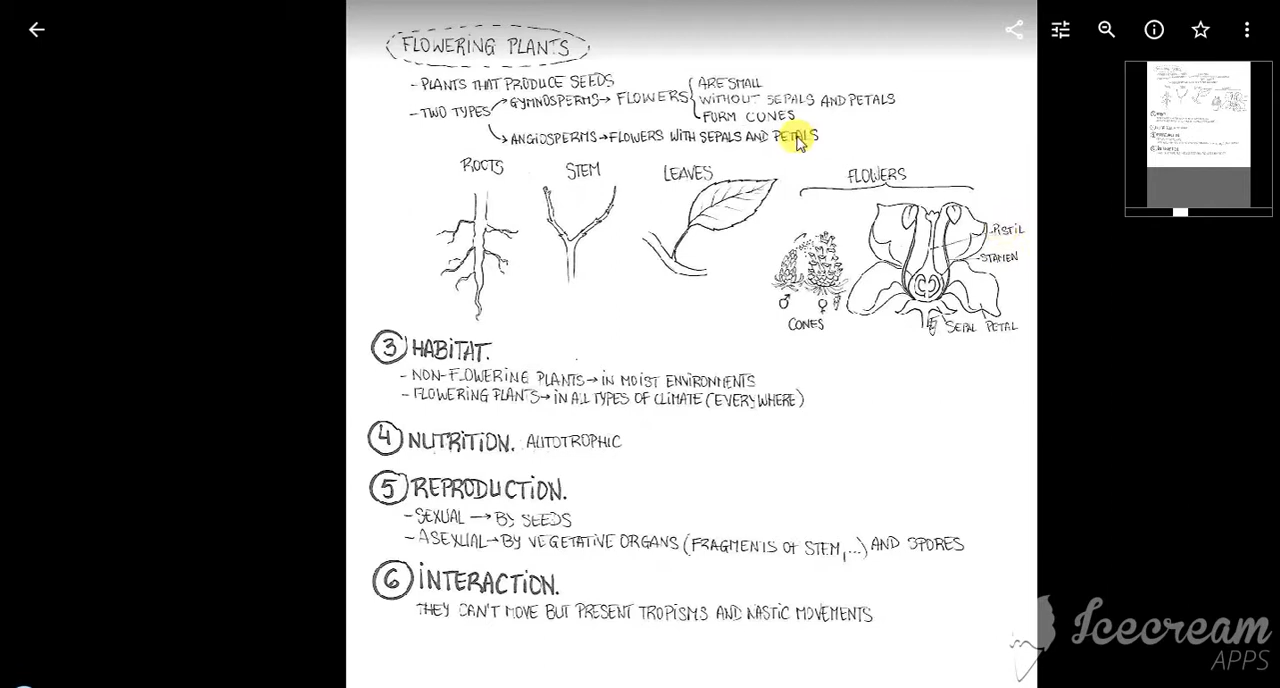 FLOWERING PLANTS
- PLANTS THAT PRODUCE SEEDS
- TWO TYPES
GYMNOSPERMS → FLOWERS
ARE SMALL
WITHOUT SEPALS AND PETALS
FORM CONES
ANGIOSPERMS → FLOWERS WITH SEPALS AND PETALS
ROOTS STEM LEAVES FLOWERS
PISTIL
STAMEN
♂ ♀
CONES
SEPAL PETAL
3 HABITAT.
- NON-FLOWERING PLANTS → IN MOIST ENVIRONMENTS
- FLOWERING PLANTS → IN ALL TYPES OF CLIMATE (EVERYWHERE)
4 NUTRITION. AUTOTROPHIC
5 REPRODUCTION.
- SEXUAL → BY SEEDS
- ASEXUAL → BY VEGETATIVE ORGANS (FRAGMENTS OF STEM,...) AND SPORES
6 INTERACTION.
THEY CAN'T MOVE BUT PRESENT TROPISMS AND NASTIC MOVEMENTS
Icecream
APPS